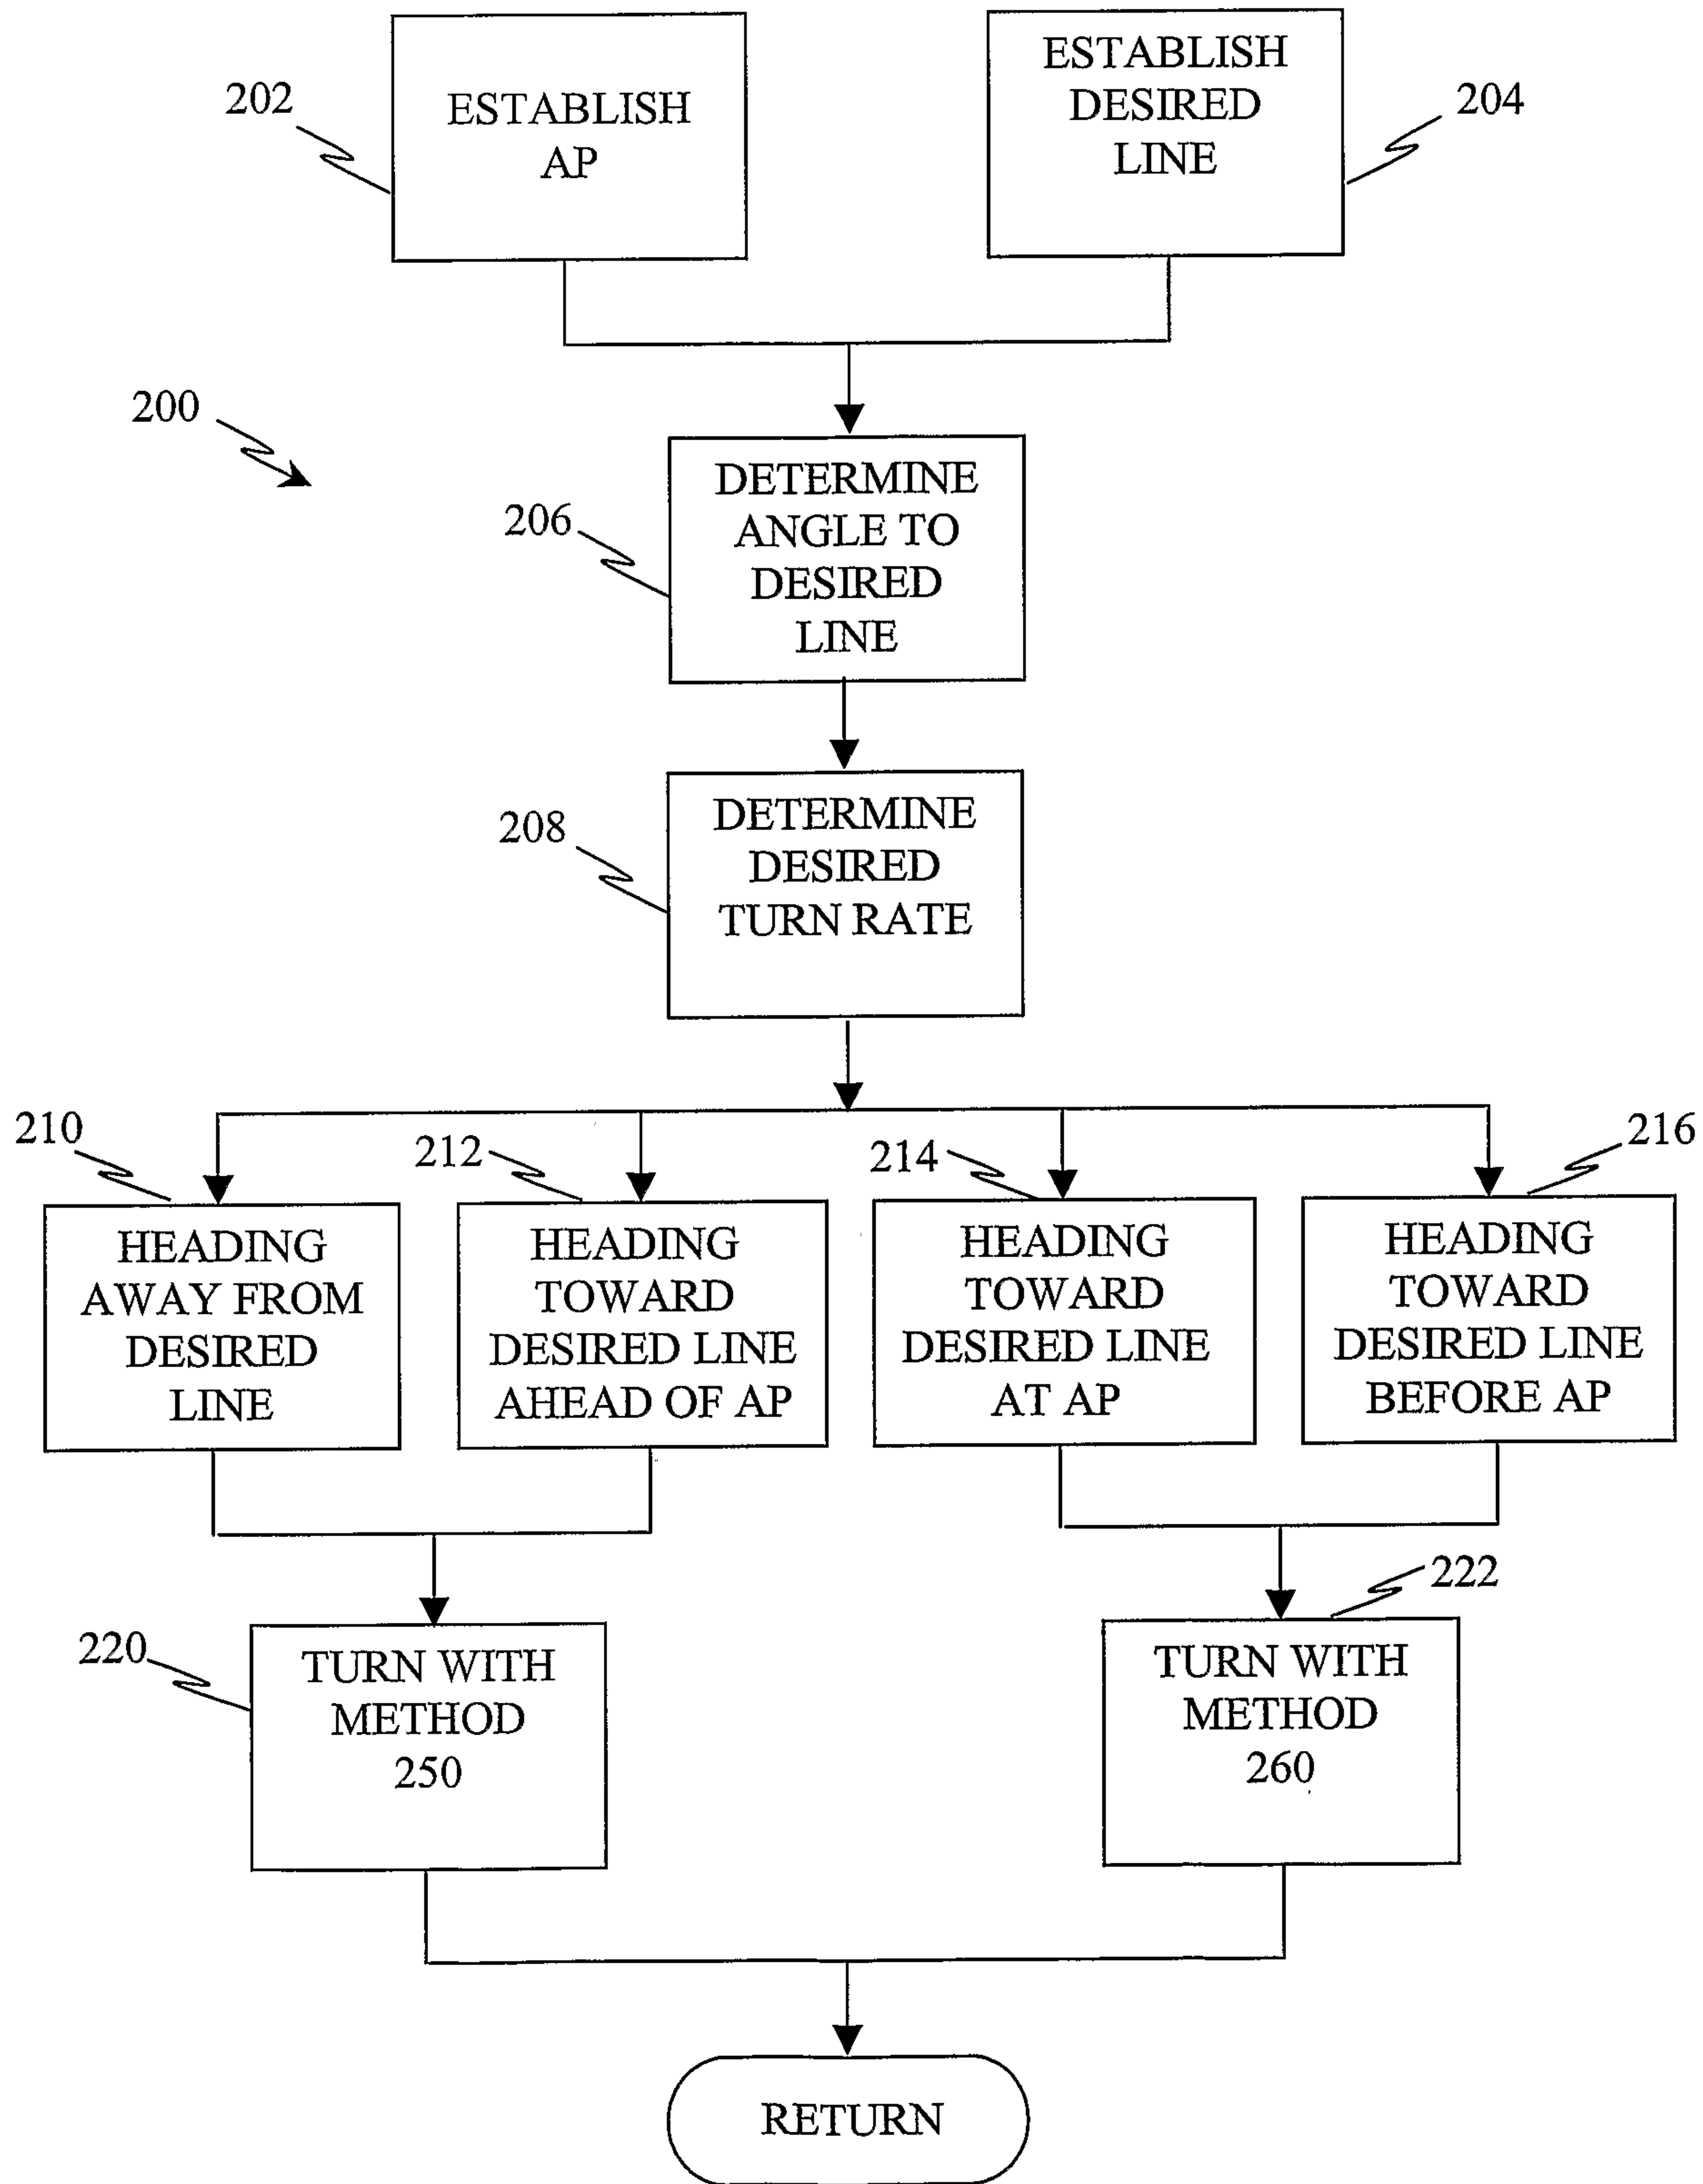 202
ESTABLISH
AP
ESTABLISH
DESIRED
LINE
204
200
206
DETERMINE
ANGLE TO
DESIRED
LINE
208
DETERMINE
DESIRED
TURN RATE
210
212
214
216
HEADING
AWAY FROM
DESIRED
LINE
HEADING
TOWARD
DESIRED LINE
AHEAD OF AP
HEADING
TOWARD
DESIRED LINE
AT AP
HEADING
TOWARD
DESIRED LINE
BEFORE AP
220
TURN WITH
METHOD
250
222
TURN WITH
METHOD
260
RETURN